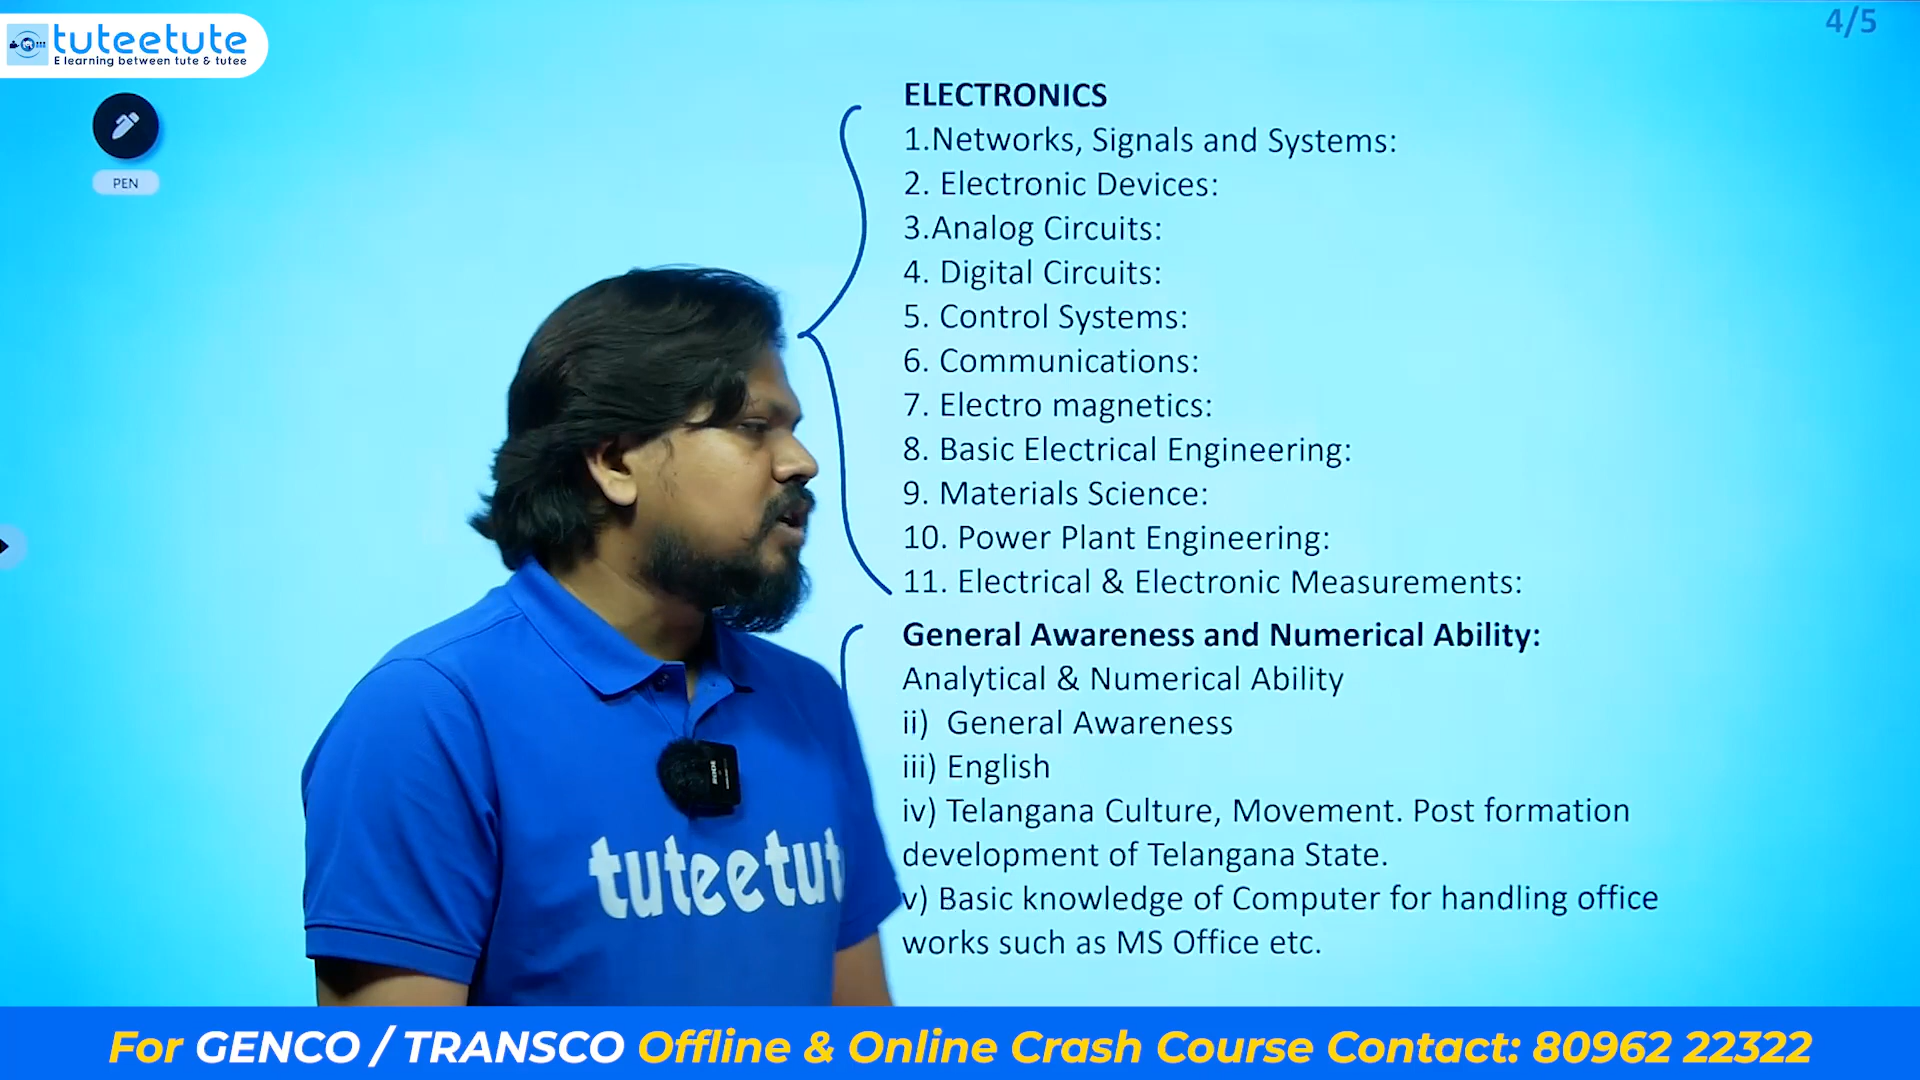 tuteetute
E learning between tute & tutee
4/5
PEN
ELECTRONICS
1.Networks, Signals and Systems:
2. Electronic Devices:
3.Analog Circuits:
4. Digital Circuits:
5. Control Systems:
6. Communications:
7. Electro magnetics:
8. Basic Electrical Engineering:
9. Materials Science:
10. Power Plant Engineering:
11. Electrical & Electronic Measurements:
General Awareness and Numerical Ability:
Analytical & Numerical Ability
ii) General Awareness
iii) English
iv) Telangana Culture, Movement. Post formation
development of Telangana State.
v) Basic knowledge of Computer for handling office
works such as MS Office etc.
RODE
tuteetut
For GENCO / TRANSCO Offline & Online Crash Course Contact: 80962 22322